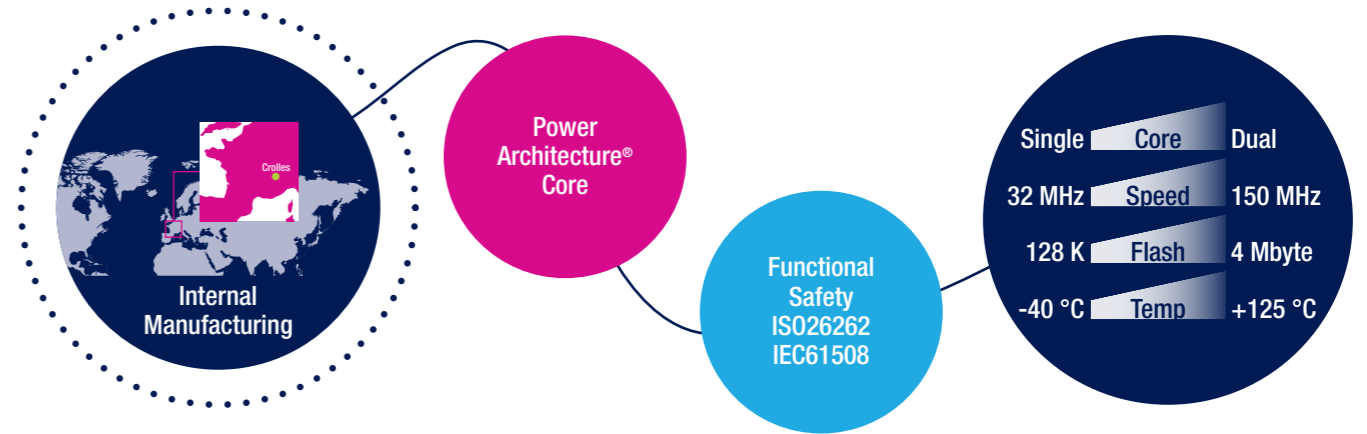 Crolles
Internal
Manufacturing
Power
Architecture®
Core
Functional
Safety
ISO26262
IEC61508
Single Core Dual
32 MHz Speed 150 MHz
128 K Flash 4 Mbyte
-40 °C Temp +125 °C